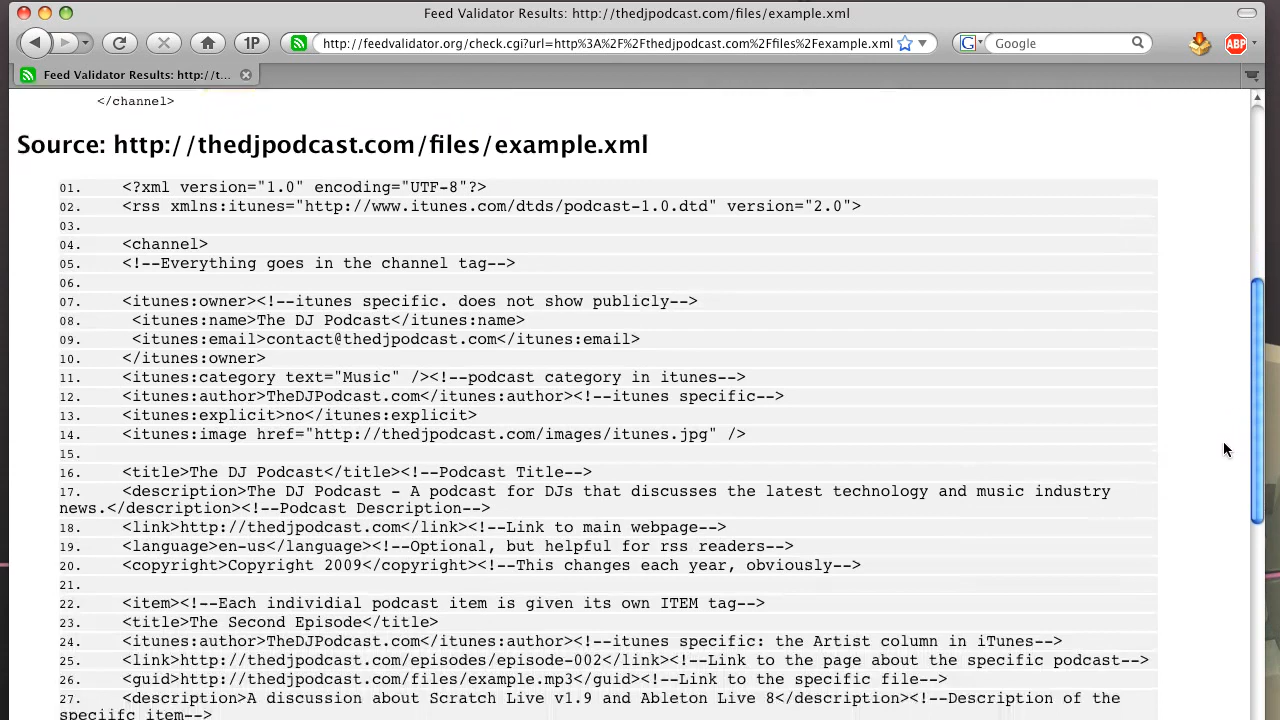 Feed Validator Results: http://thedjpodcast.com/files/example.xml
1P
http://feedvalidator.org/check.cgi?url=http%3A%2F%2Fthedjpodcast.com%2Ffiles%2Fexample.xml
G
Google
ABP
Feed Validator Results: http://t...
</channel>
Source: http://thedjpodcast.com/files/example.xml
01. <?xml version="1.0" encoding="UTF-8"?>
02. <rss xmlns:itunes="http://www.itunes.com/dtds/podcast-1.0.dtd" version="2.0">
03.
04. <channel>
05. <!--Everything goes in the channel tag-->
06.
07. <itunes:owner><!--itunes specific. does not show publicly-->
08. <itunes:name>The DJ Podcast</itunes:name>
09. <itunes:email>contact@thedjpodcast.com</itunes:email>
10. </itunes:owner>
11. <itunes:category text="Music" /><!--podcast category in itunes-->
12. <itunes:author>TheDJPodcast.com</itunes:author><!--itunes specific-->
13. <itunes:explicit>no</itunes:explicit>
14. <itunes:image href="http://thedjpodcast.com/images/itunes.jpg" />
15.
16. <title>The DJ Podcast</title><!--Podcast Title-->
17. <description>The DJ Podcast - A podcast for DJs that discusses the latest technology and music industry
news.</description><!--Podcast Description-->
18. <link>http://thedjpodcast.com</link><!--Link to main webpage-->
19. <language>en-us</language><!--Optional, but helpful for rss readers-->
20. <copyright>Copyright 2009</copyright><!--This changes each year, obviously-->
21.
22. <item><!--Each individial podcast item is given its own ITEM tag-->
23. <title>The Second Episode</title>
24. <itunes:author>TheDJPodcast.com</itunes:author><!--itunes specific: the Artist column in iTunes-->
25. <link>http://thedjpodcast.com/episodes/episode-002</link><!--Link to the page about the specific podcast-->
26. <guid>http://thedjpodcast.com/files/example.mp3</guid><!--Link to the specific file-->
27. <description>A discussion about Scratch Live v1.9 and Ableton Live 8</description><!--Description of the
speciifc item-->